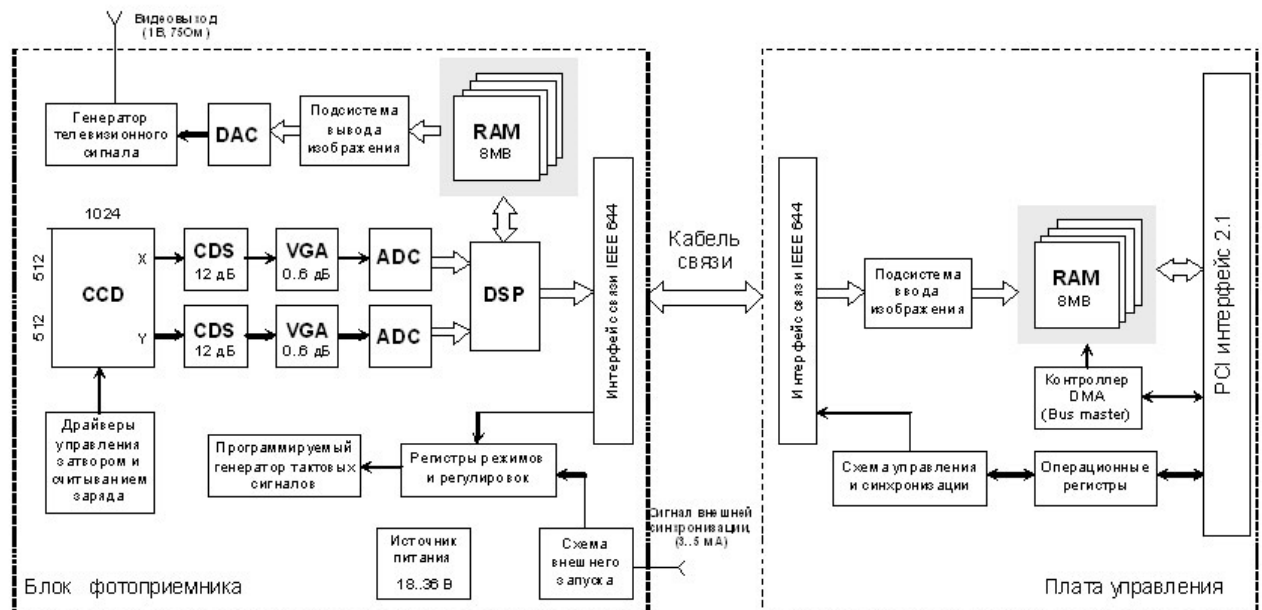 Видеовыход
(1В, 75Ом)
Генератор
телевизионного
сигнала
DAC
Подсистема
вывода
изображения
RAM
8MB
1024
512
512
CCD
X
Y
CDS
12 дБ
VGA
0..6 дБ
ADC
CDS
12 дБ
VGA
0..6 дБ
ADC
DSP
Интерфейс связи IEEE 644
Драйверы
управления
затвором и
считыванием
заряда
Программируемый
генератор тактовых
сигналов
Регистры режимов
и регулировок
Источник
питания
18..36 В
Схема
внешнего
запуска
Сигнал внешней
синхронизации,
(3..5 мА)
Блок фотоприемника
Кабель
связи
Интерфейс связи IEEE 644
Подсистема
ввода
изображения
RAM
8MB
Контроллер
DMA
(Bus master)
Схема управления
и синхронизации
Операционные
регистры
PCI интерфейс 2.1
Плата управления